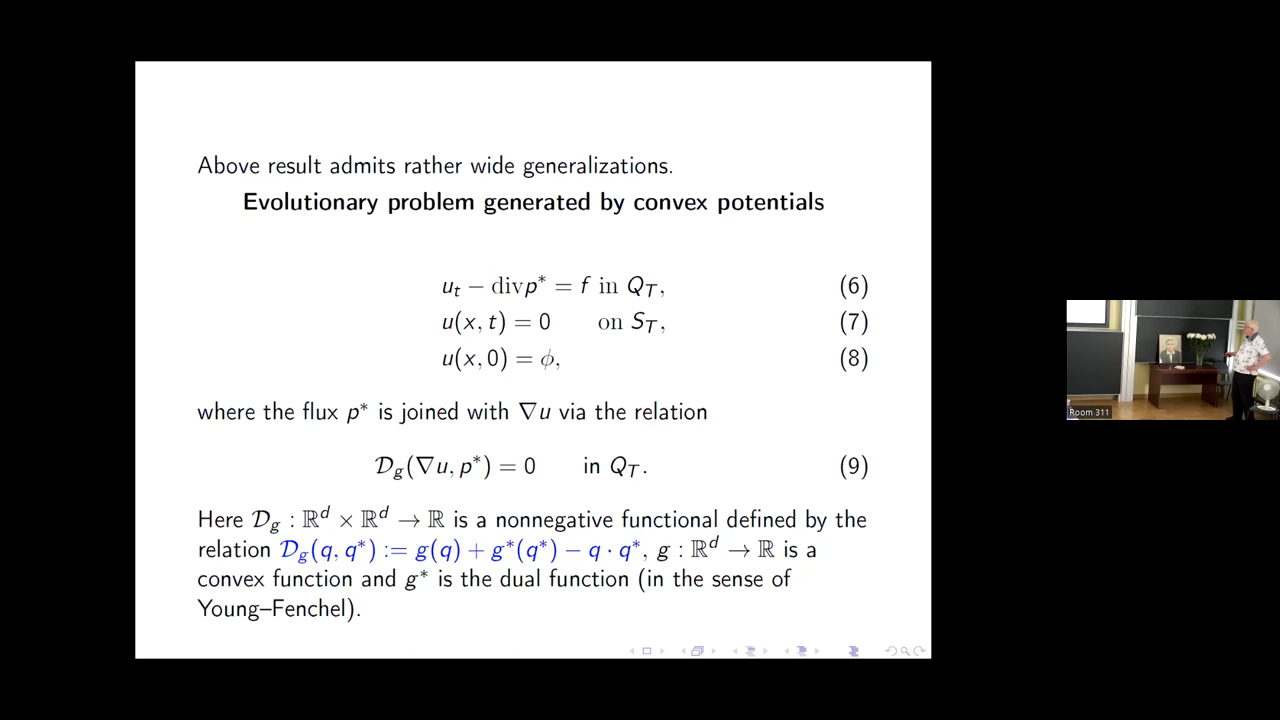 Above result admits rather wide generalizations.
Evolutionary problem generated by convex potentials
u_t − div p* = f in Q_T, (6)
u(x, t) = 0 on S_T, (7)
u(x, 0) = ϕ, (8)
where the flux p* is joined with ∇u via the relation
𝒟_g(∇u, p*) = 0 in Q_T. (9)
Here 𝒟_g : ℝ^d × ℝ^d → ℝ is a nonnegative functional defined by the
relation 𝒟_g(q, q*) := g(q) + g*(q*) − q · q*, g : ℝ^d → ℝ is a
convex function and g* is the dual function (in the sense of
Young–Fenchel).
Room 311